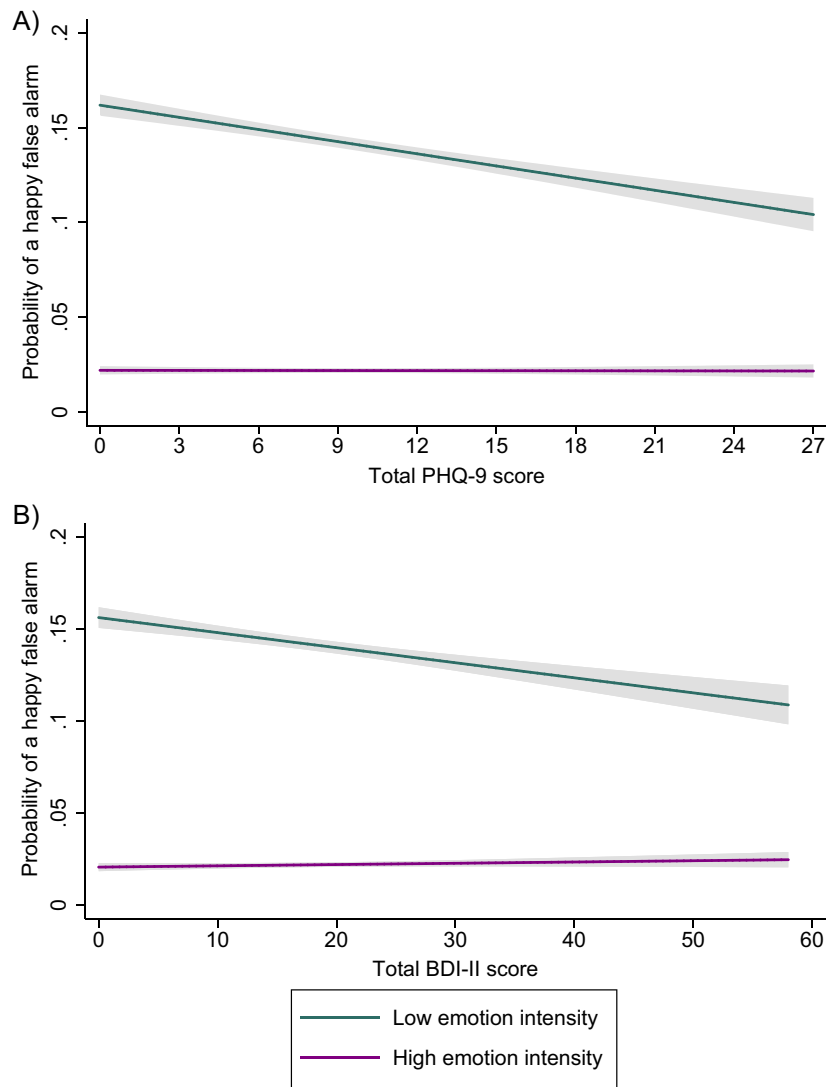 A)
Probability of a happy false alarm
.2
.15
.1
.05
0
0 3 6 9 12 15 18 21 24 27
Total PHQ-9 score
B)
Probability of a happy false alarm
.2
.15
.1
.05
0
0 10 20 30 40 50 60
Total BDI-II score
Low emotion intensity
High emotion intensity